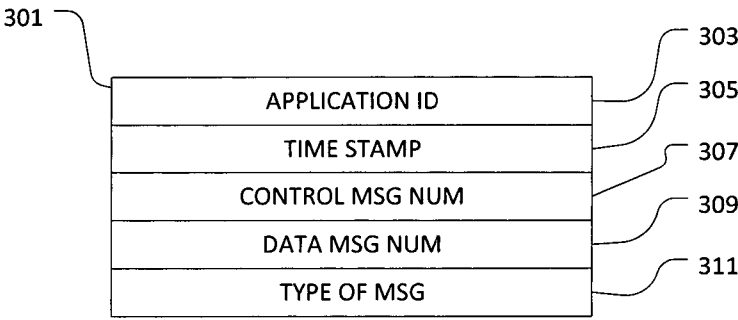 301
303
APPLICATION ID
305
TIME STAMP
307
CONTROL MSG NUM
309
DATA MSG NUM
311
TYPE OF MSG